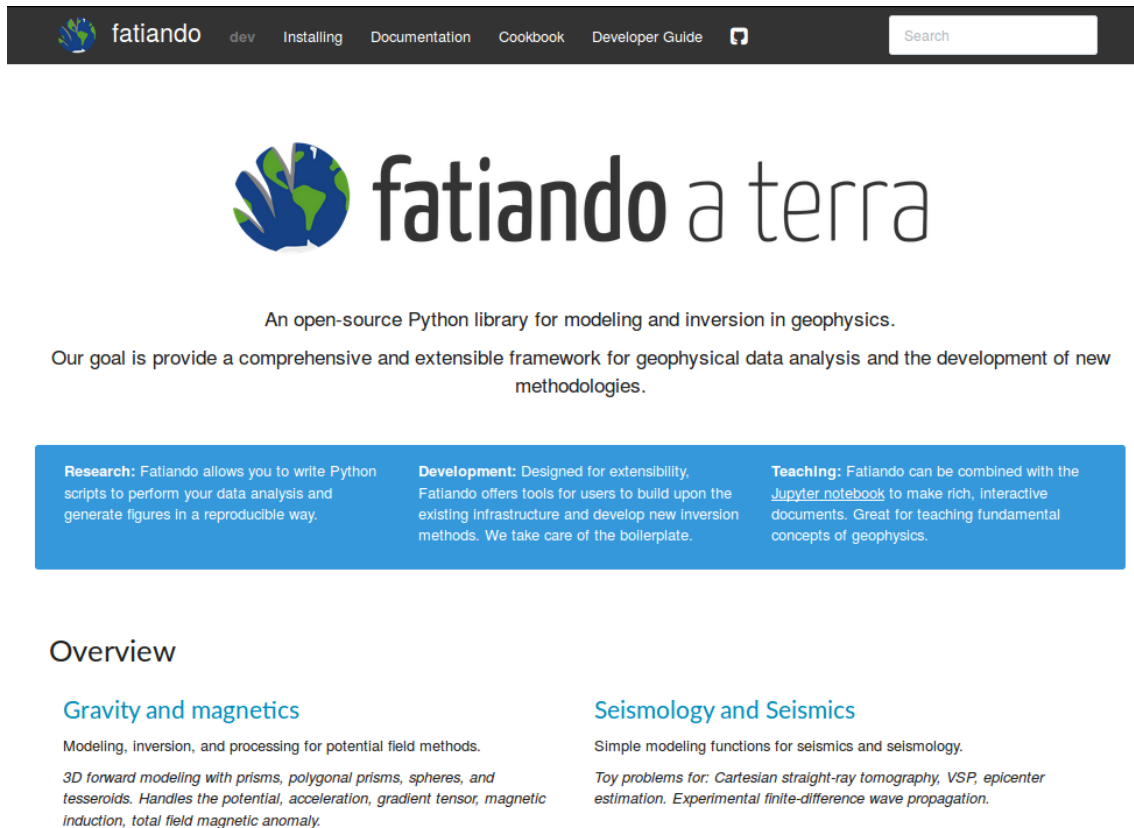 fatiando dev Installing Documentation Cookbook Developer Guide Search
fatiando a terra
An open-source Python library for modeling and inversion in geophysics.
Our goal is provide a comprehensive and extensible framework for geophysical data analysis and the development of new
methodologies.
Research: Fatiando allows you to write Python
scripts to perform your data analysis and
generate figures in a reproducible way.
Development: Designed for extensibility,
Fatiando offers tools for users to build upon the
existing infrastructure and develop new inversion
methods. We take care of the boilerplate.
Teaching: Fatiando can be combined with the
Jupyter notebook to make rich, interactive
documents. Great for teaching fundamental
concepts of geophysics.
Overview
Gravity and magnetics
Modeling, inversion, and processing for potential field methods.
3D forward modeling with prisms, polygonal prisms, spheres, and
tesseroids. Handles the potential, acceleration, gradient tensor, magnetic
induction, total field magnetic anomaly.
Seismology and Seismics
Simple modeling functions for seismics and seismology.
Toy problems for: Cartesian straight-ray tomography, VSP, epicenter
estimation. Experimental finite-difference wave propagation.